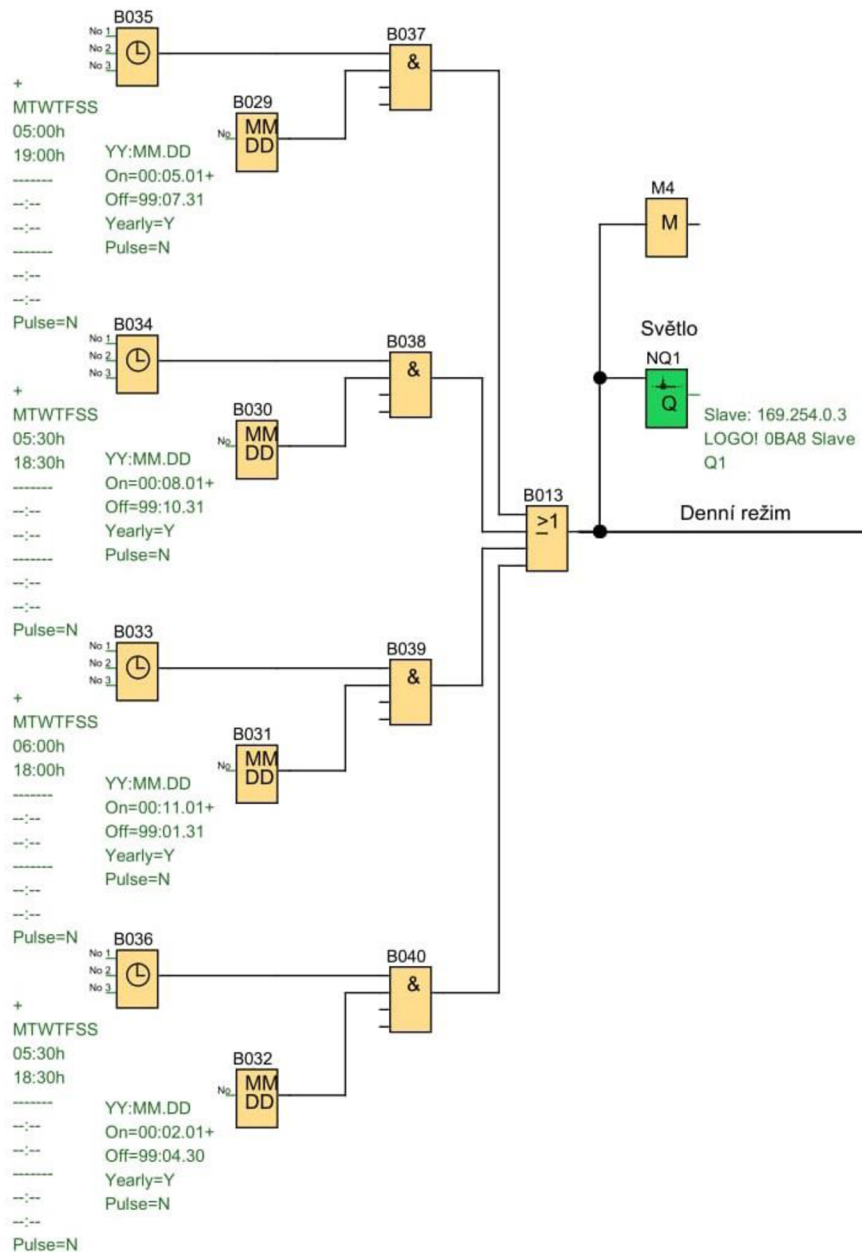 B035
No 1
No 2
No 3
B037
&
+
MTWTFSS
05:00h
19:00h
-------
--:--
--:--
-------
--:--
--:--
Pulse=N
B029
No
MM
DD
YY:MM.DD
On=00:05.01+
Off=99:07.31
Yearly=Y
Pulse=N
M4
M
B034
No 1
No 2
No 3
B038
&
+
MTWTFSS
05:30h
18:30h
-------
--:--
--:--
-------
--:--
--:--
Pulse=N
B030
No
MM
DD
YY:MM.DD
On=00:08.01+
Off=99:10.31
Yearly=Y
Pulse=N
Světlo
NQ1
Q
Slave: 169.254.0.3
LOGO! 0BA8 Slave
Q1
B013
>1
Denní režim
B033
No 1
No 2
No 3
B039
&
+
MTWTFSS
06:00h
18:00h
-------
--:--
--:--
-------
--:--
--:--
Pulse=N
B031
No
MM
DD
YY:MM.DD
On=00:11.01+
Off=99:01.31
Yearly=Y
Pulse=N
B036
No 1
No 2
No 3
B040
&
+
MTWTFSS
05:30h
18:30h
-------
--:--
--:--
-------
--:--
--:--
Pulse=N
B032
No
MM
DD
YY:MM.DD
On=00:02.01+
Off=99:04.30
Yearly=Y
Pulse=N